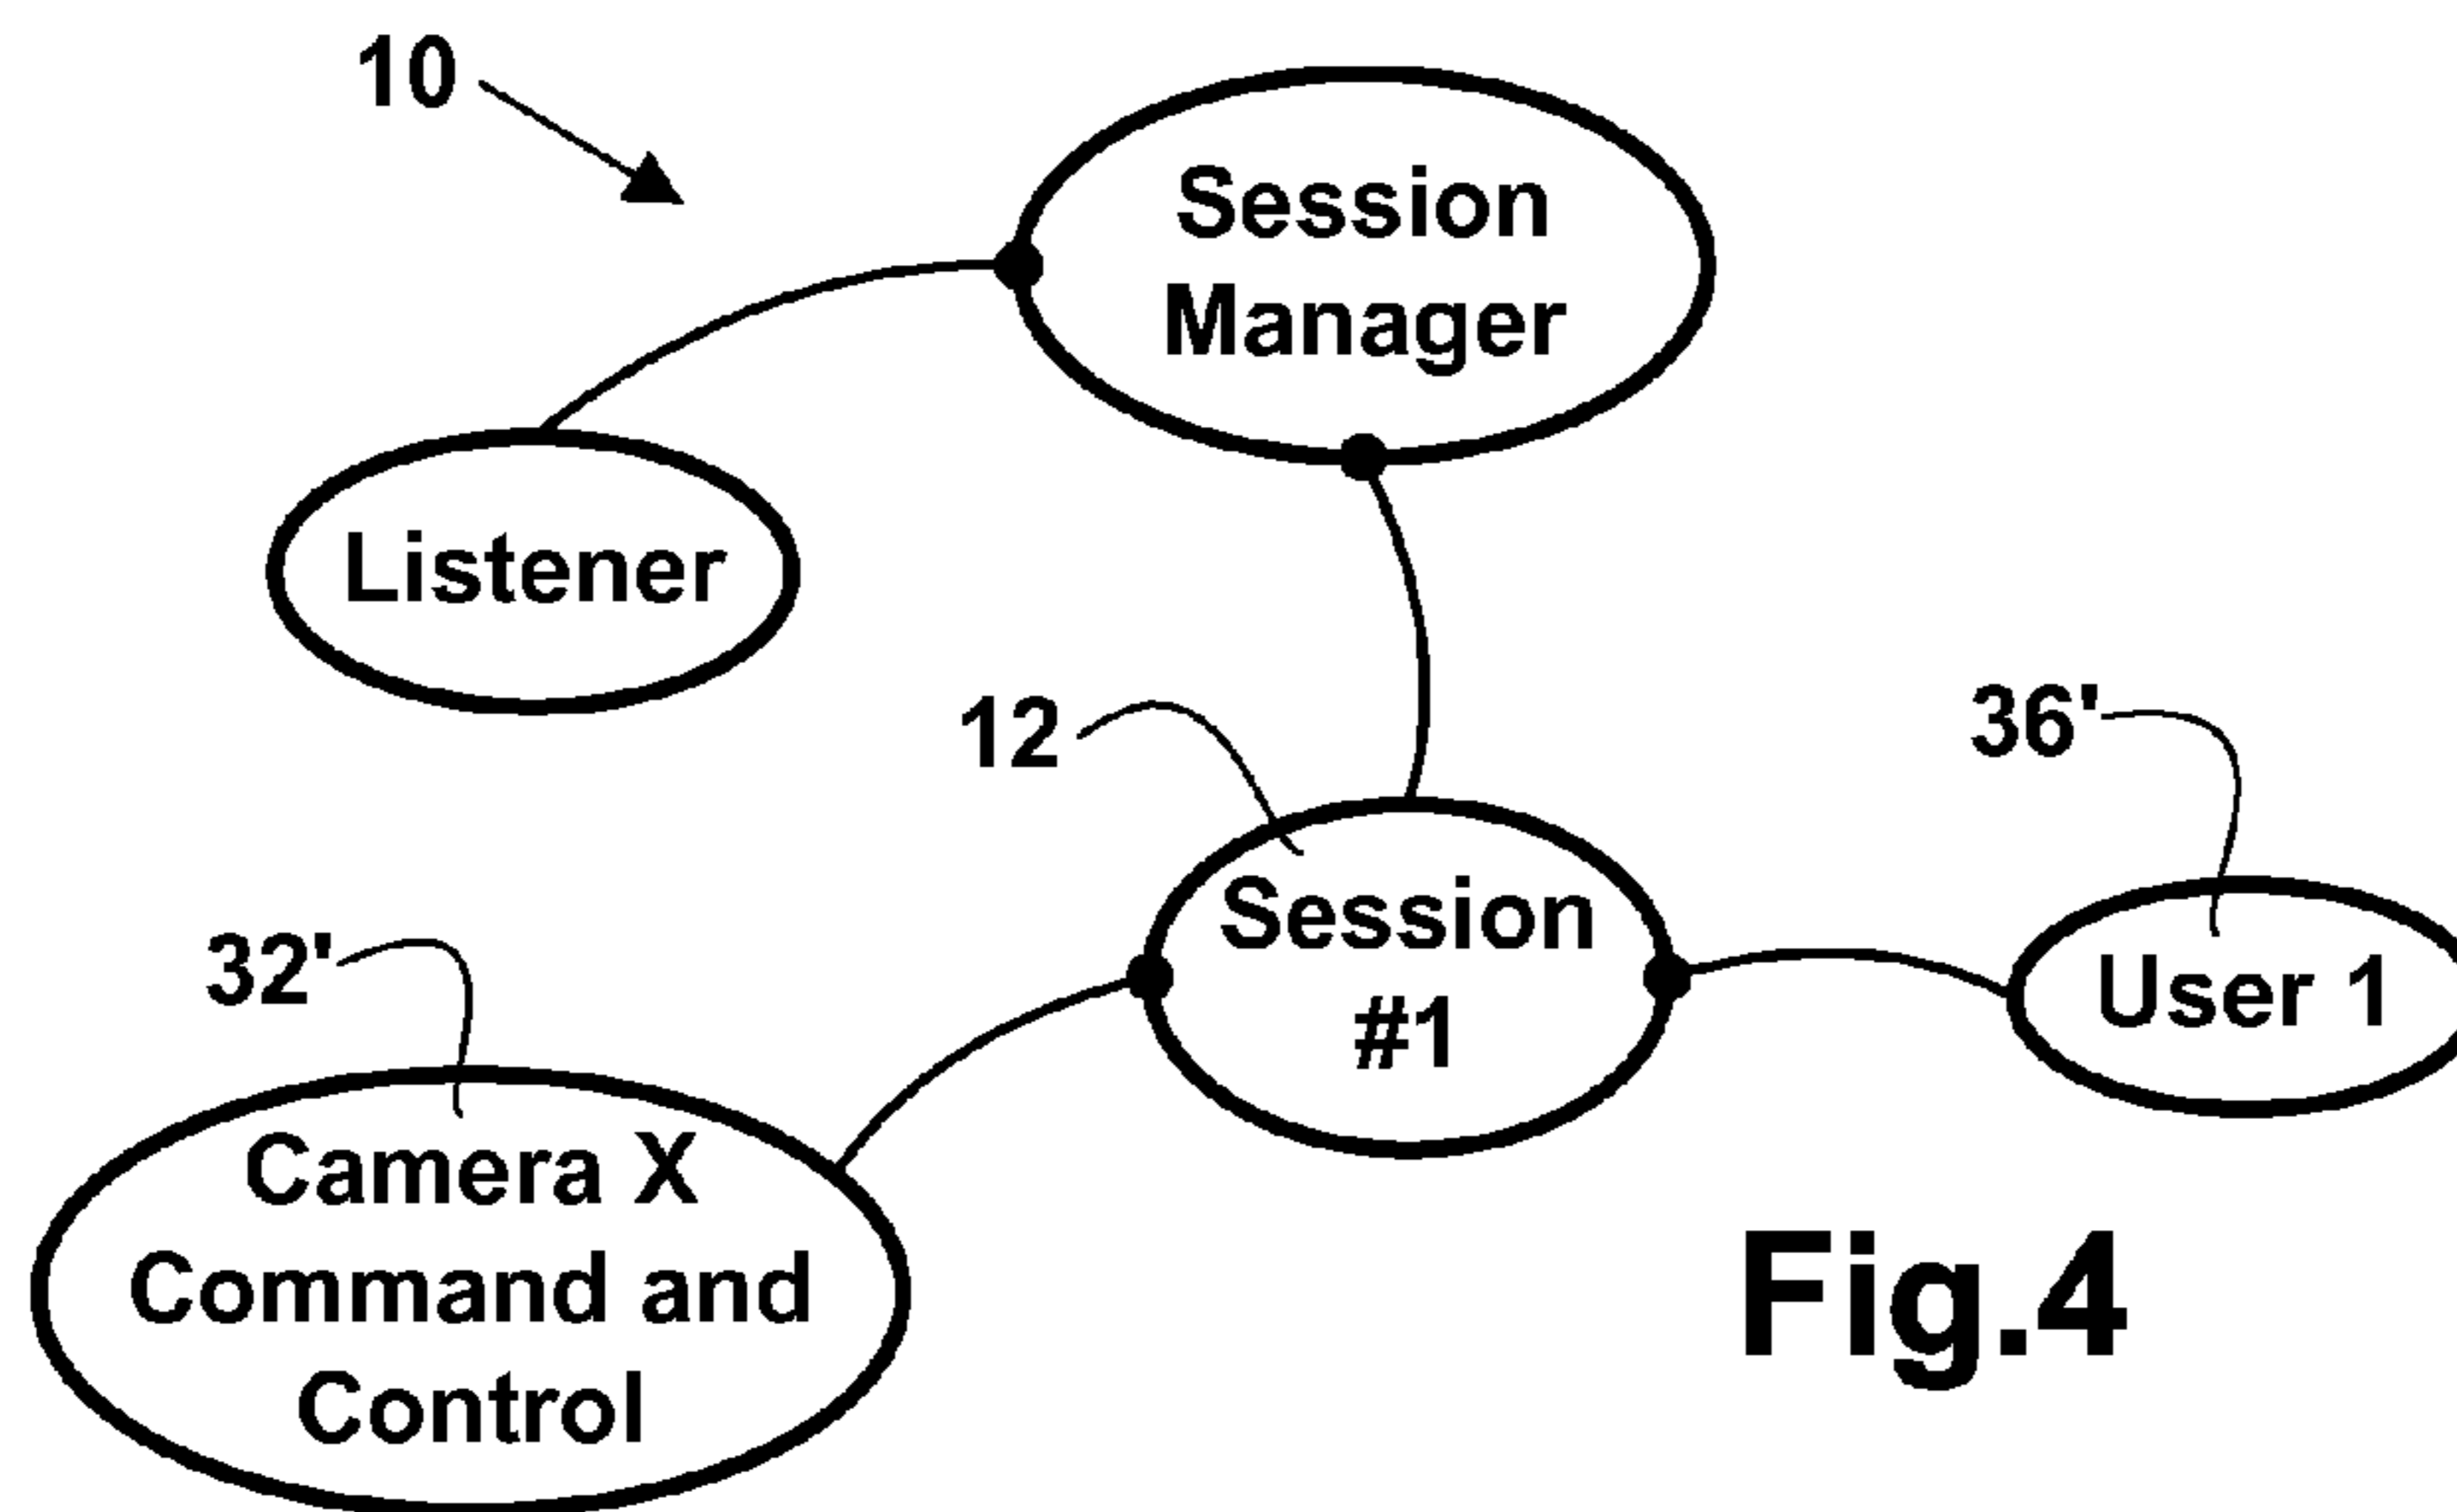 10
Session
Manager
Listener
12
36'
Session
#1
User 1
32'
Camera X
Command and
Control
Fig.4